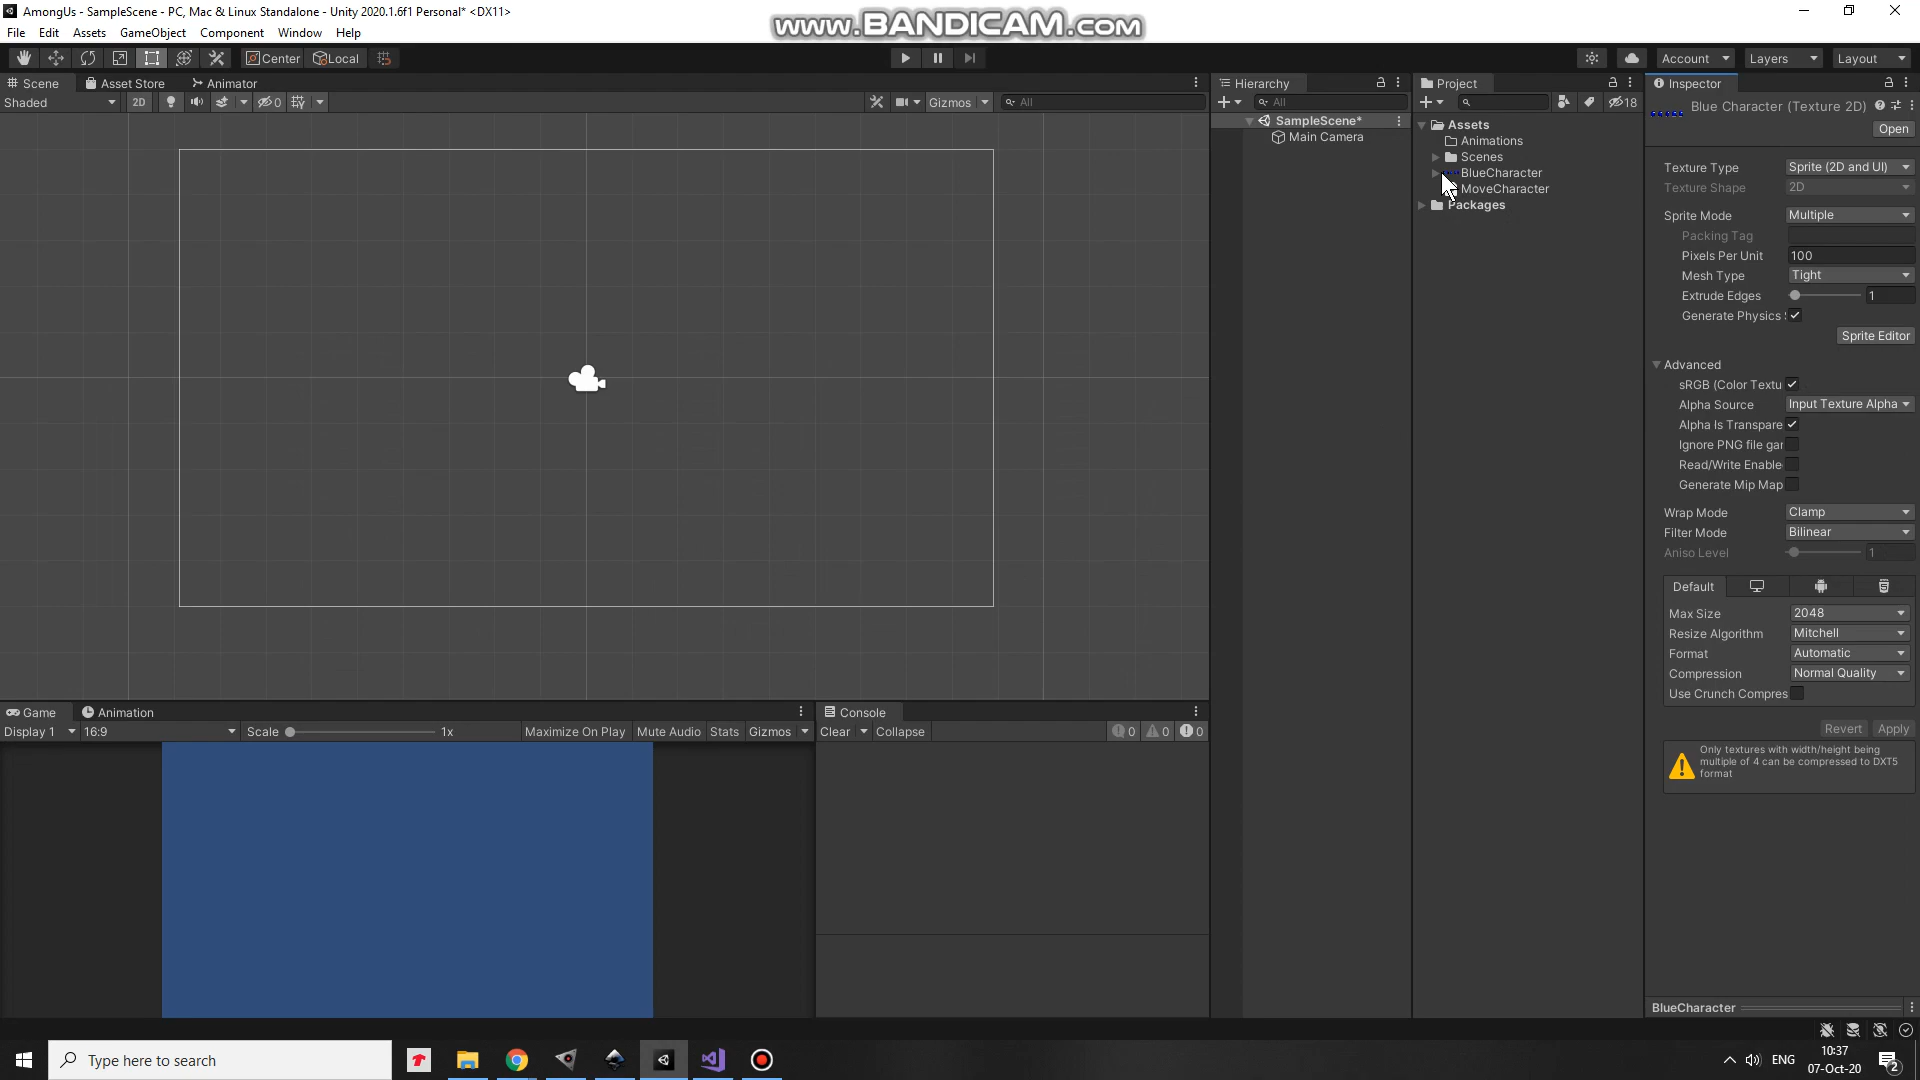 AmongUs - SampleScene - PC, Mac & Linux Standalone - Unity 2020.1.6f1 Personal* <DX11>
www.BANDICAM.com
File Edit Assets GameObject Component Window Help
Center Local
Account Layers Layout
Scene Asset Store Animator
Shaded 2D 0 Gizmos All
Hierarchy
All
SampleScene*
Main Camera
Project
18
Assets
Animations
Scenes
BlueCharacter
MoveCharacter
Packages
Inspector
Blue Character (Texture 2D)
Open
Texture Type Sprite (2D and UI)
Texture Shape 2D
Sprite Mode Multiple
Packing Tag
Pixels Per Unit 100
Mesh Type Tight
Extrude Edges 1
Generate Physics
Sprite Editor
Advanced
sRGB (Color Textu
Alpha Source Input Texture Alpha
Alpha Is Transpare
Ignore PNG file gar
Read/Write Enable
Generate Mip Map
Wrap Mode Clamp
Filter Mode Bilinear
Aniso Level 1
Default
Max Size 2048
Resize Algorithm Mitchell
Format Automatic
Compression Normal Quality
Use Crunch Compres
Revert Apply
Only textures with width/height being
multiple of 4 can be compressed to DXT5
format
BlueCharacter
Game Animation
Display 1 16:9 Scale 1x Maximize On Play Mute Audio Stats Gizmos
Console
Clear Collapse 0 0 0
Type here to search
ENG
10:37
07-Oct-20
2